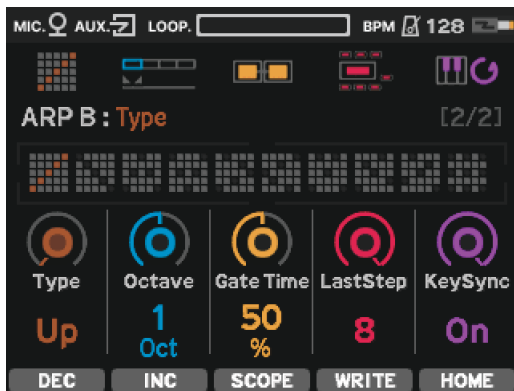 MIC. AUX. LOOP. BPM 128
ARP B : Type [2/2]
Type Octave Gate Time LastStep KeySync
Up 1 Oct 50 % 8 On
DEC INC SCOPE WRITE HOME